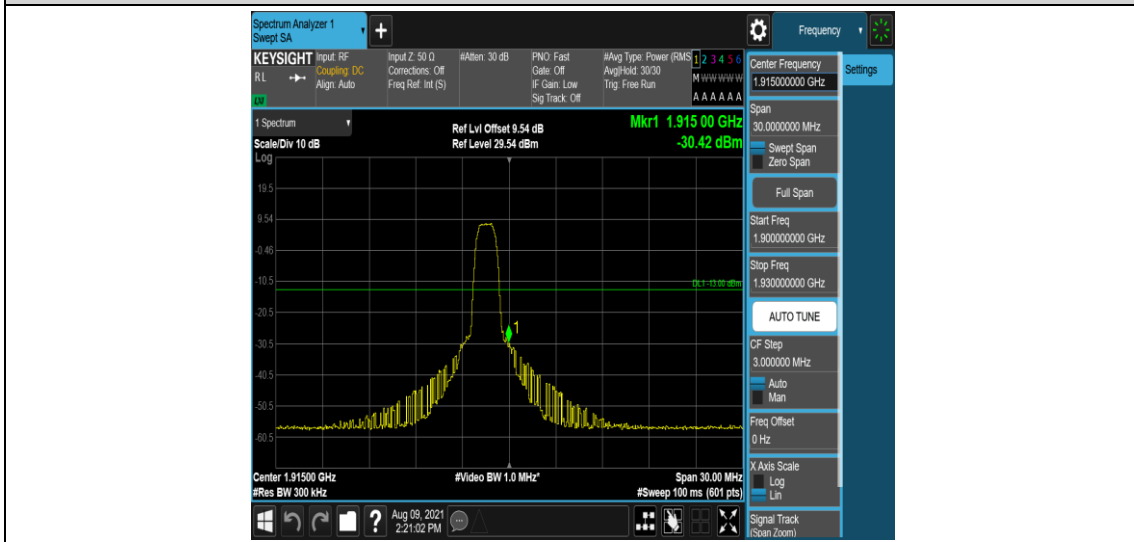 Spectrum Analyzer 1
Swept SA
+
Frequency
KEYSIGHT
RL
LXI
Input: RF
Coupling: DC
Align: Auto
Input Z: 50 Ω
Corrections: Off
Freq Ref: Int (S)
#Atten: 30 dB
PNO: Fast
Gate: Off
IF Gain: Low
Sig Track: Off
#Avg Type: Power (RMS
Avg|Hold: 30/30
Trig: Free Run
1 2 3 4 5 6
M W W W W W
A A A A A A
1 Spectrum
Scale/Div 10 dB
Log
Ref Lvl Offset 9.54 dB
Ref Level 29.54 dBm
Mkr1 1.915 00 GHz
-30.42 dBm
19.5
9.54
-0.46
-10.5
DL1 -13.00 dBm
-20.5
1
-30.5
-40.5
-50.5
-60.5
Center 1.91500 GHz
#Res BW 300 kHz
#Video BW 1.0 MHz*
Span 30.00 MHz
#Sweep 100 ms (601 pts)
Center Frequency
1.915000000 GHz
Settings
Span
30.0000000 MHz
Swept Span
Zero Span
Full Span
Start Freq
1.900000000 GHz
Stop Freq
1.930000000 GHz
AUTO TUNE
CF Step
3.000000 MHz
Auto
Man
Freq Offset
0 Hz
X Axis Scale
Log
Lin
Signal Track
(Span Zoom)
?
Aug 09, 2021
2:21:02 PM